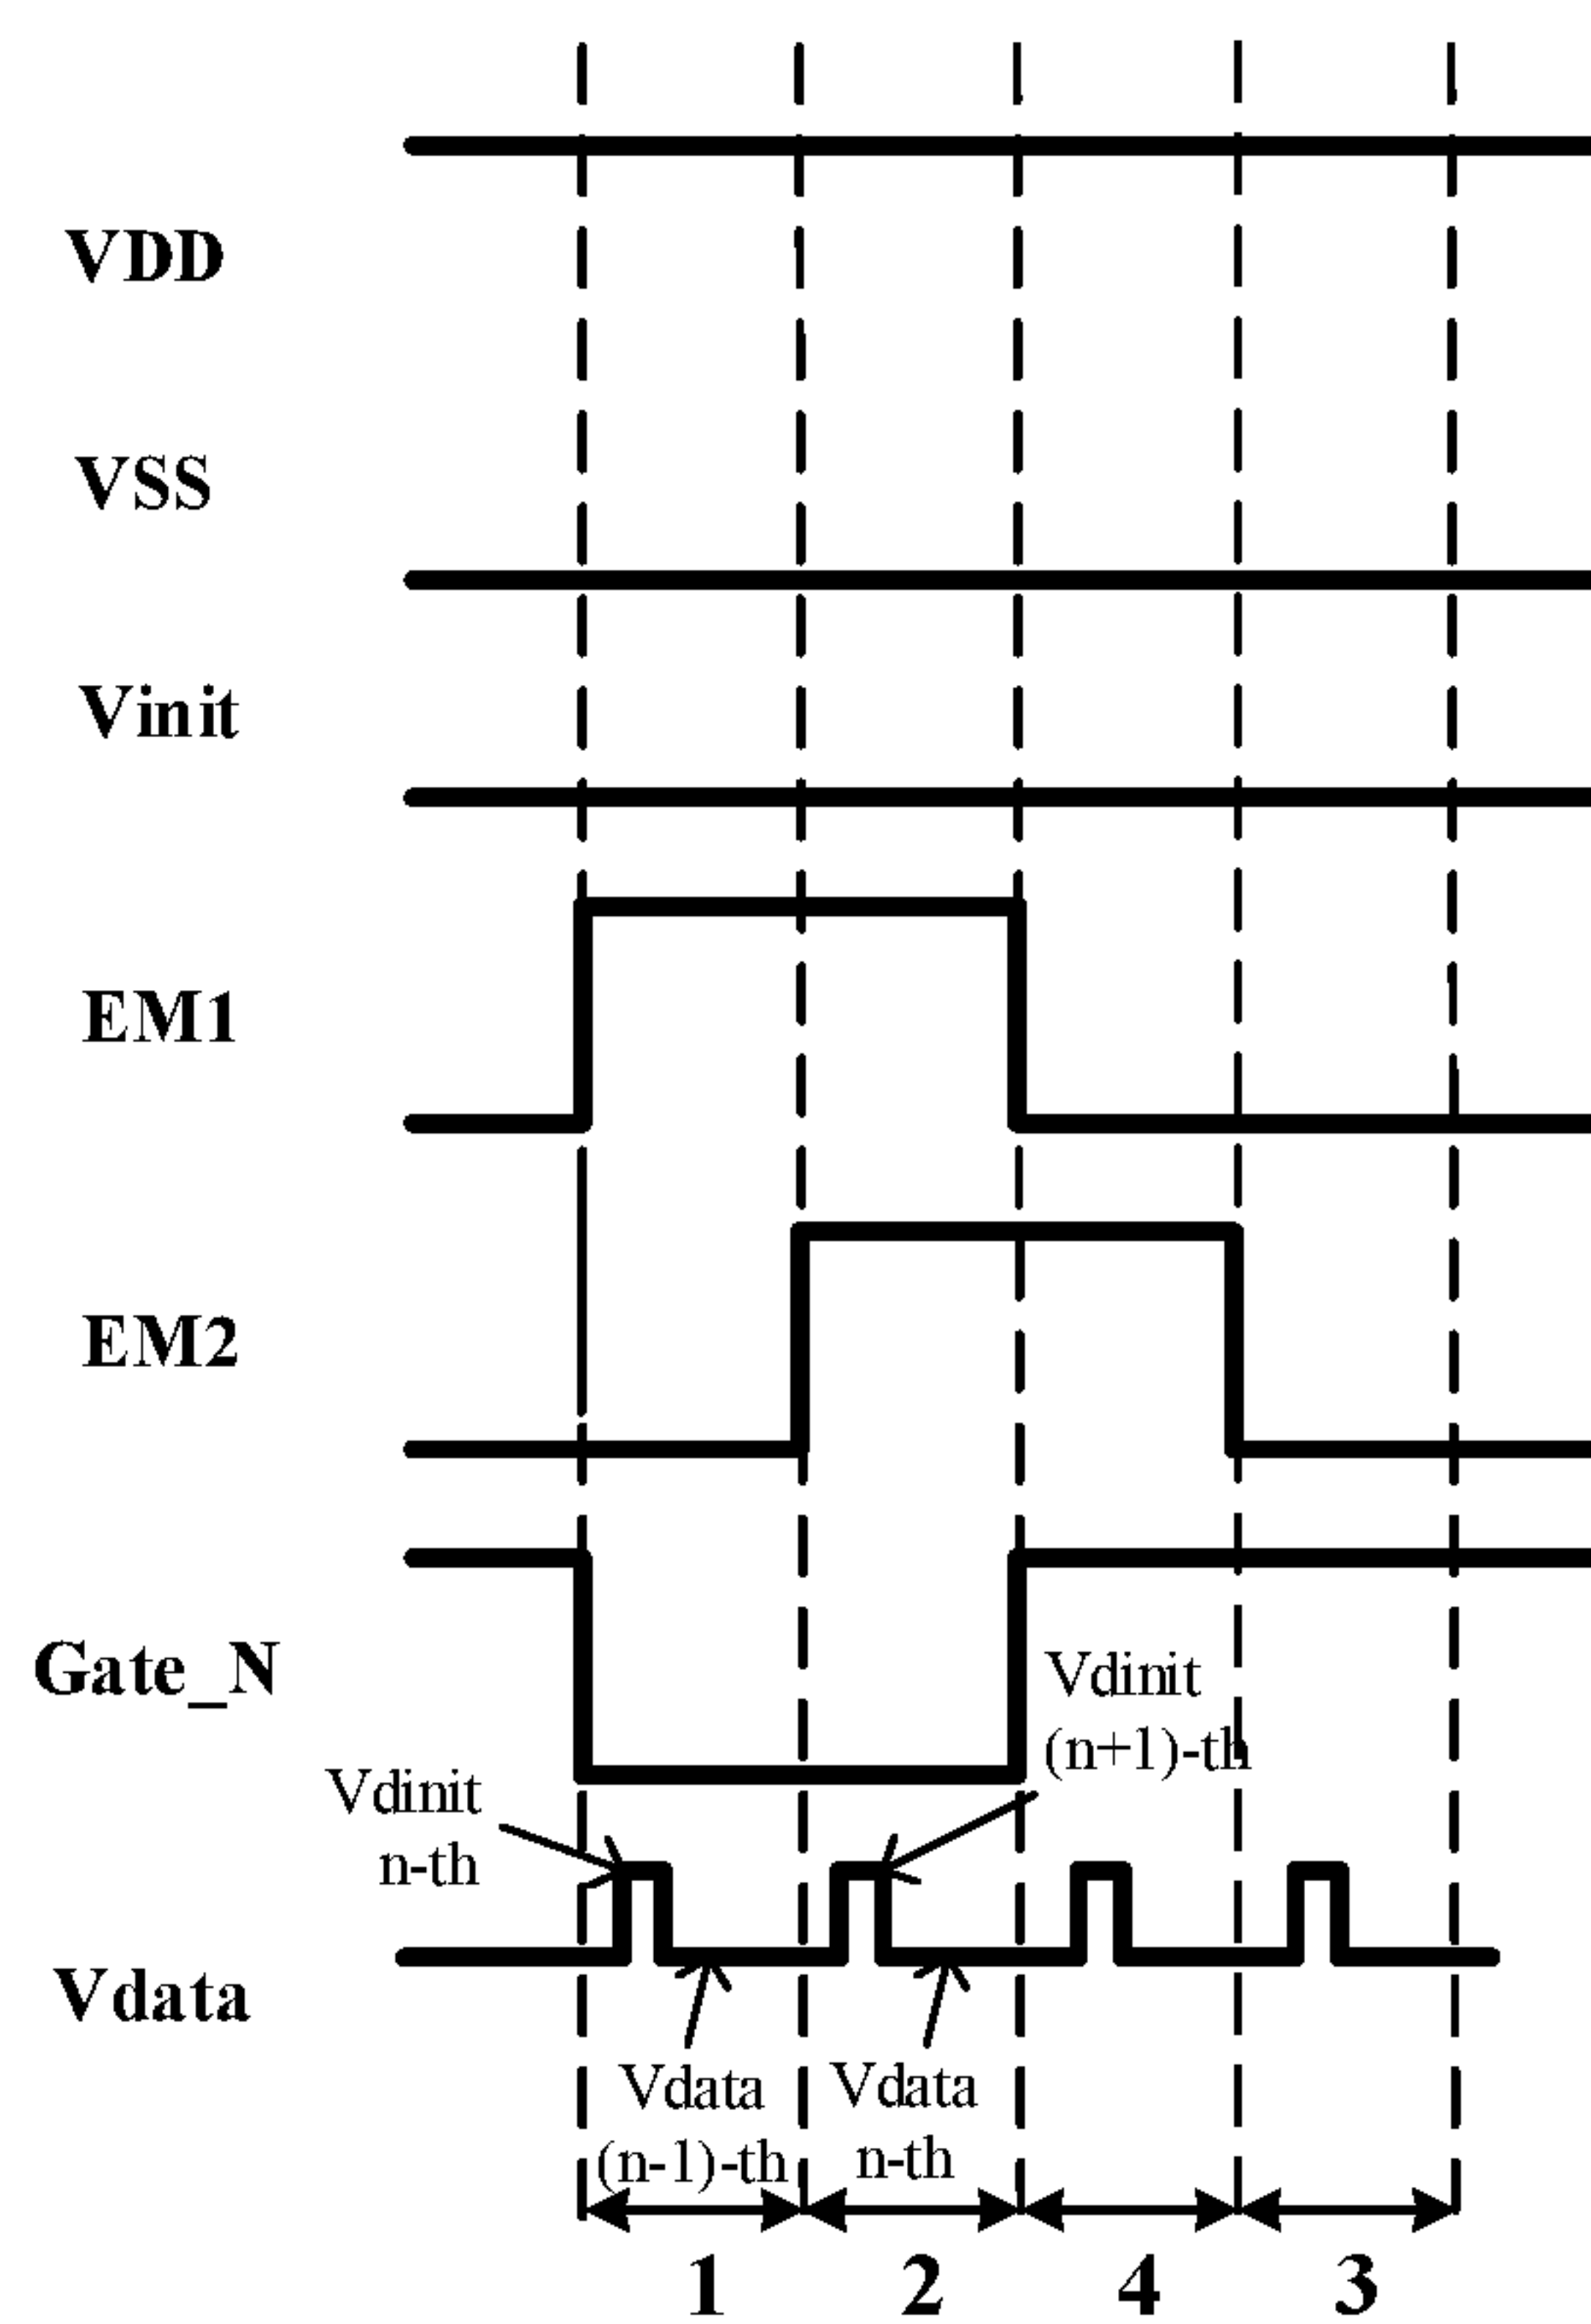 VDD
VSS
Vinit
EM1
EM2
Gate_N
Vdinit
(n+1)-th
Vdinit
n-th
Vdata
Vdata
(n-1)-th
Vdata
n-th
1
2
4
3